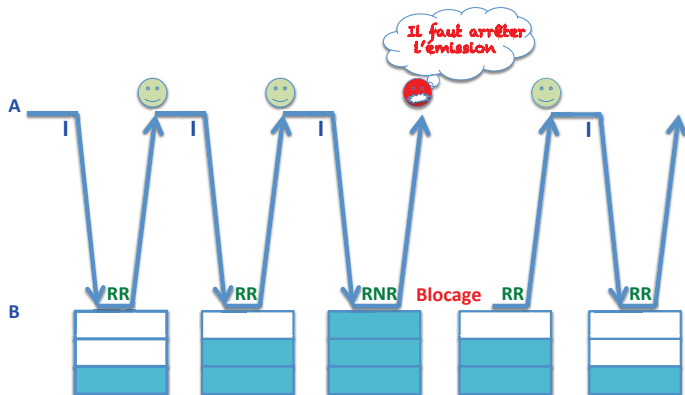 Il faut arrêter
l'émission
A
I
I
I
I
RR
RR
RNR
Blocage
RR
RR
B